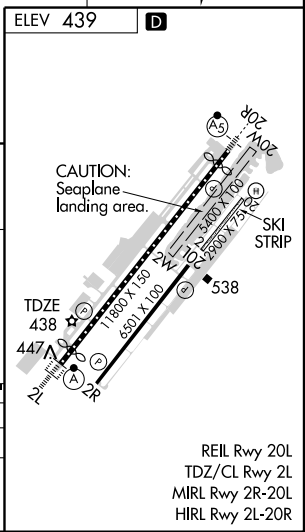 ELEV 439
D
A5
20R
20W
CAUTION:
Seaplane
landing area.
P
H
5400 X 100
2900 X 75
20
SKI
STRIP
2
20L
2W
11800 X 150
6501 X 100
P
538
TDZE
438
P
447
P
A
2L
2R
REIL Rwy 20L
TDZ/CL Rwy 2L
MIRL Rwy 2R-20L
HIRL Rwy 2L-20R